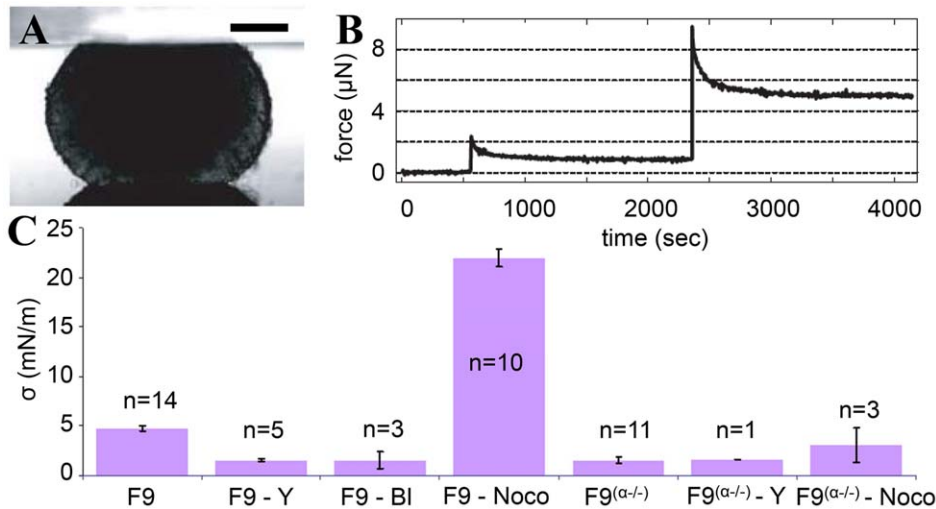 A
B
force (μN)
8
6
4
2
0
0 1000 2000 3000 4000
time (sec)
C
σ (mN/m)
25
20
15
10
5
0
n=14
n=5
n=3
n=10
n=11
n=1
n=3
F9
F9 - Y
F9 - BI
F9 - Noco
F9(α-/-)
F9(α-/-) - Y
F9(α-/-) - Noco